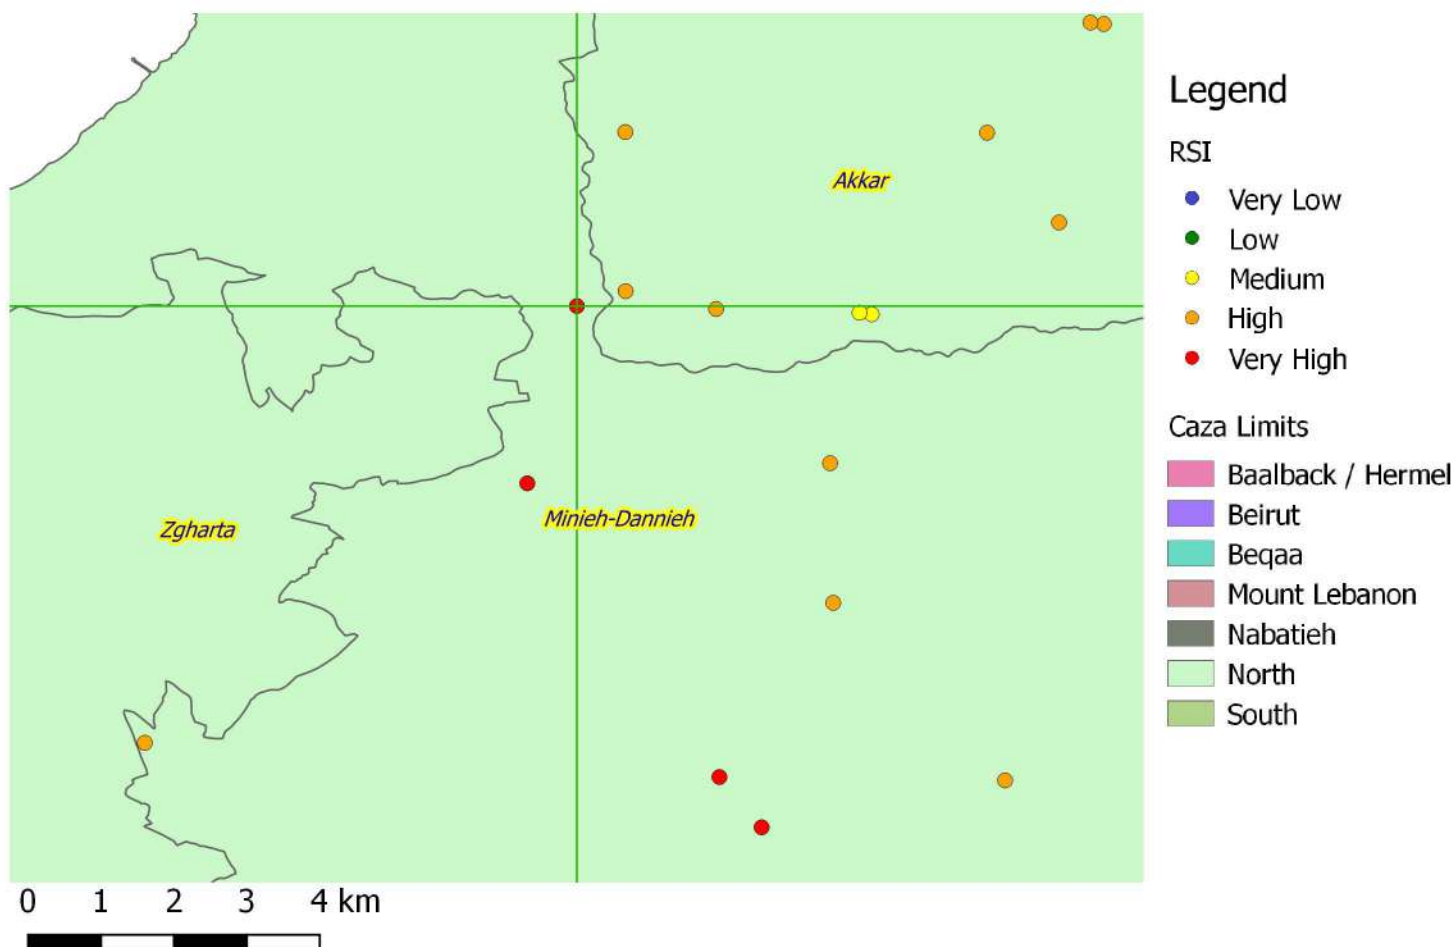 Legend
RSI
Very Low
Low
Medium
High
Very High
Caza Limits
Baalback / Hermel
Beirut
Beqaa
Mount Lebanon
Nabatieh
North
South
Akkar
Minieh-Dannieh
Zgharta
0 1 2 3 4 km